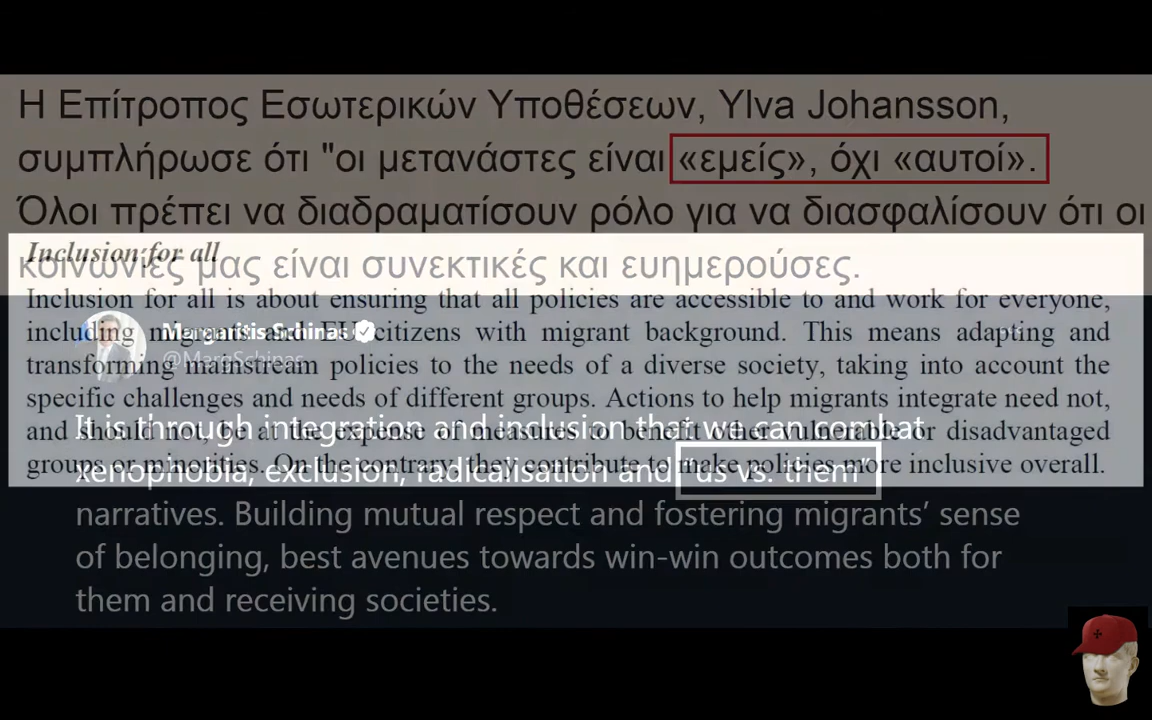 Η Επίτροπος Εσωτερικών Υποθέσεων, Ylva Johansson,
συμπλήρωσε ότι "οι μετανάστες είναι «εμείς», όχι «αυτοί».
Όλοι πρέπει να διαδραματίσουν ρόλο για να διασφαλίσουν ότι οι
κοινωνίες μας είναι συνεκτικές και ευημερούσες.
Inclusion for all
Inclusion for all is about ensuring that all policies are accessible to and work for everyone,
including migrants and EU citizens with migrant background. This means adapting and
transforming mainstream policies to the needs of a diverse society, taking into account the
specific challenges and needs of different groups. Actions to help migrants integrate need not,
and should not, be at the expense of measures to benefit other vulnerable or disadvantaged
groups or minorities. On the contrary, they contribute to make policies more inclusive overall.
Margaritis Schinas
@MargSchinas
It is through integration and inclusion that we can combat
xenophobia, exclusion, radicalisation and "us vs. them"
narratives. Building mutual respect and fostering migrants' sense
of belonging, best avenues towards win-win outcomes both for
them and receiving societies.